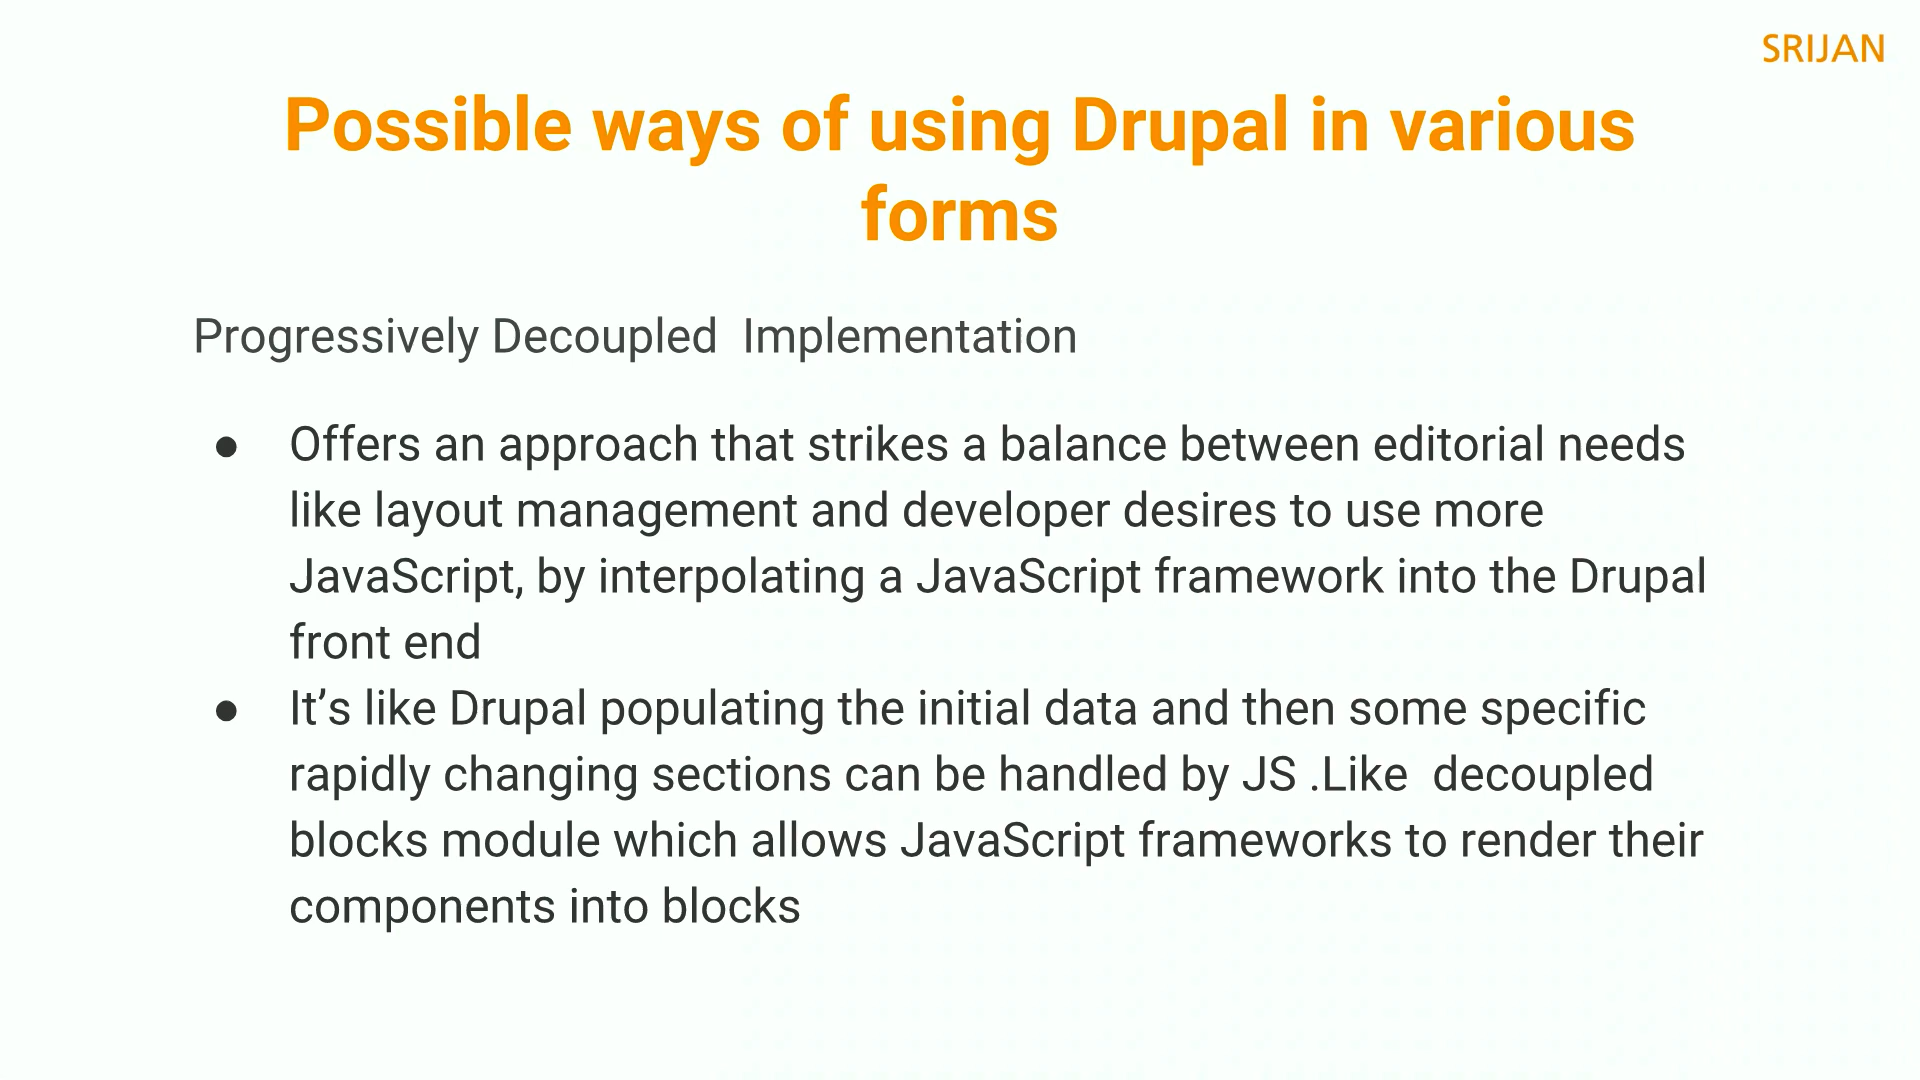 SRIJAN
Possible ways of using Drupal in various
forms
Progressively Decoupled  Implementation
● Offers an approach that strikes a balance between editorial needs
like layout management and developer desires to use more
JavaScript, by interpolating a JavaScript framework into the Drupal
front end
● It’s like Drupal populating the initial data and then some specific
rapidly changing sections can be handled by JS .Like  decoupled
blocks module which allows JavaScript frameworks to render their
components into blocks